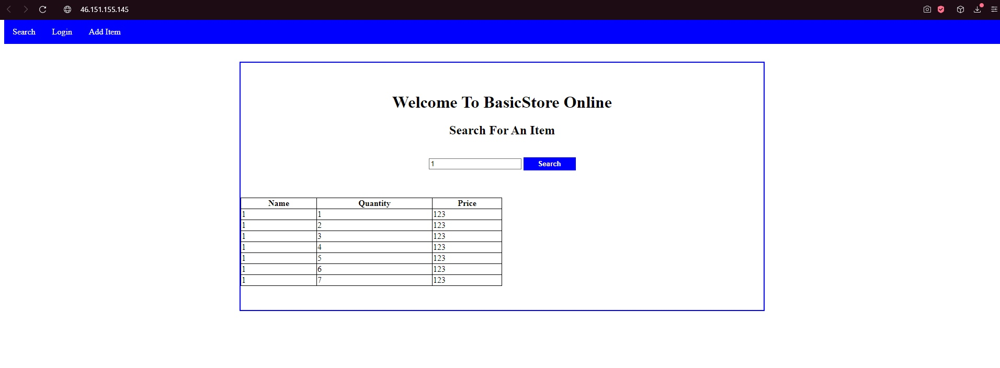 46.151.155.145
Search Login Add Item
Welcome To BasicStore Online
Search For An Item
1 Search
Name Quantity Price
1 1 123
1 2 123
1 3 123
1 4 123
1 5 123
1 6 123
1 7 123